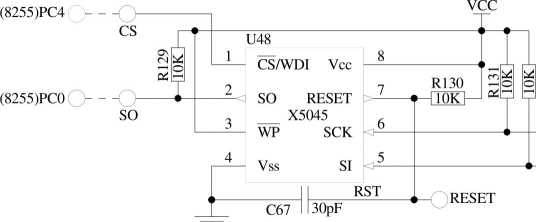 (8255)PC4
CS
VCC
U48
R129
10K
1
CS/WDI
Vcc
8
R130
10K
R131
10K
10K
(8255)PC0
SO
2
SO
RESET
7
X5045
3
WP
SCK
6
4
Vss
SI
5
C67
30pF
RST
RESET